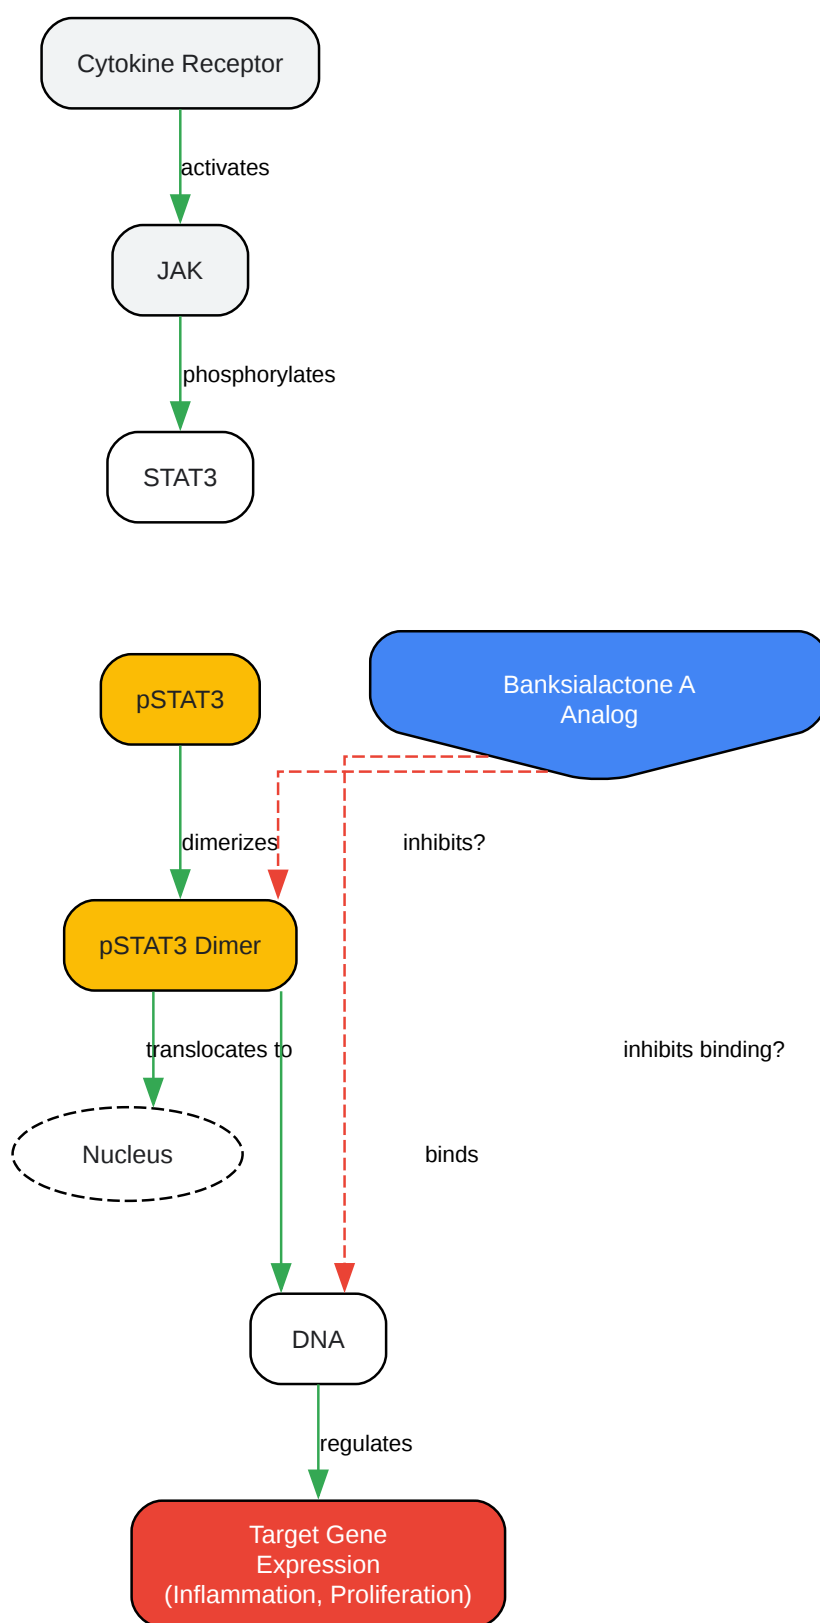 Cytokine Receptor
activates
JAK
phosphorylates
STAT3
pSTAT3
Banksialactone A
Analog
dimerizes
inhibits?
pSTAT3 Dimer
translocates to
inhibits binding?
Nucleus
binds
DNA
regulates
Target Gene
Expression
(Inflammation, Proliferation)